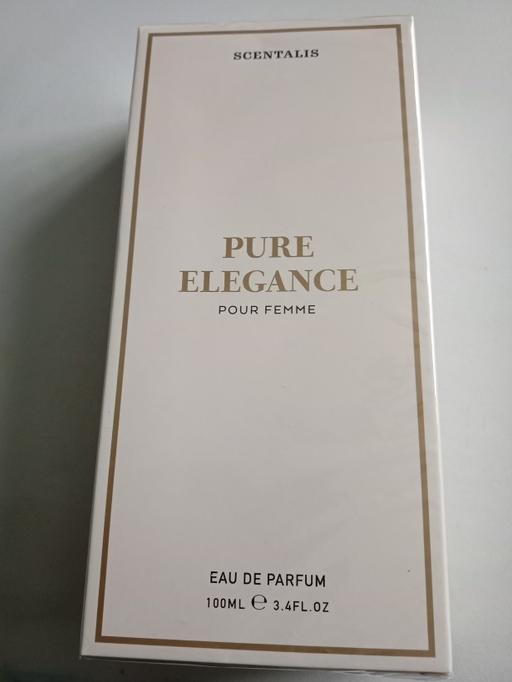 SCENTALIS
PURE
ELEGANCE
POUR FEMME
EAU DE PARFUM
100ML ℮ 3.4FL.OZ